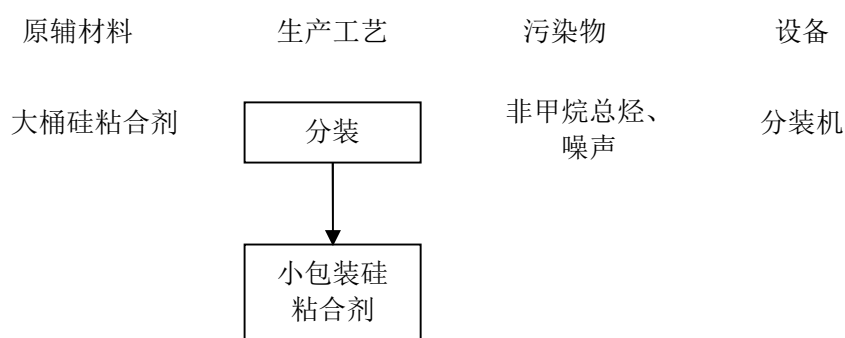 原辅材料 生产工艺 污染物 设备
大桶硅粘合剂 分装 非甲烷总烃、 分装机
噪声
小包装硅
粘合剂